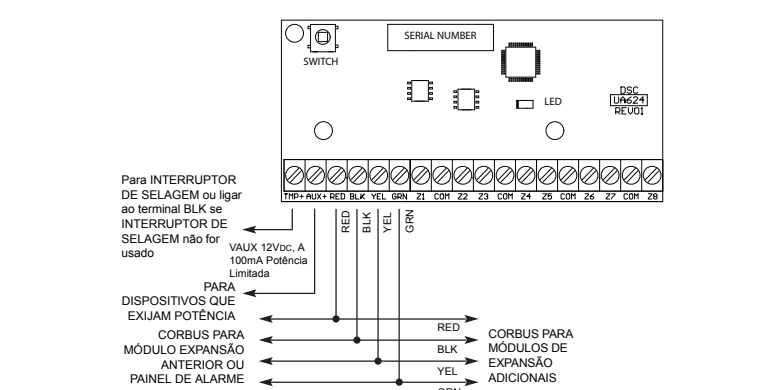 SERIAL NUMBER
SWITCH
LED
DSC
UA624
REV01
TMP+ AUX+ RED BLK YEL GRN Z1 COM Z2 Z3 COM Z4 Z5 COM Z6 Z7 COM Z8
Para INTERRUPTOR
DE SELAGEM ou ligar
ao terminal BLK se
INTERRUPTOR DE
SELAGEM não for
usado
RED
BLK
YEL
GRN
VAUX 12VDC, A
100mA Potência
Limitada
PARA
DISPOSITIVOS QUE
EXIJAM POTÊNCIA
CORBUS PARA
MÓDULO EXPANSÃO
ANTERIOR OU
PAINEL DE ALARME
RED
BLK
YEL
GRN
CORBUS PARA
MÓDULOS DE
EXPANSÃO
ADICIONAIS